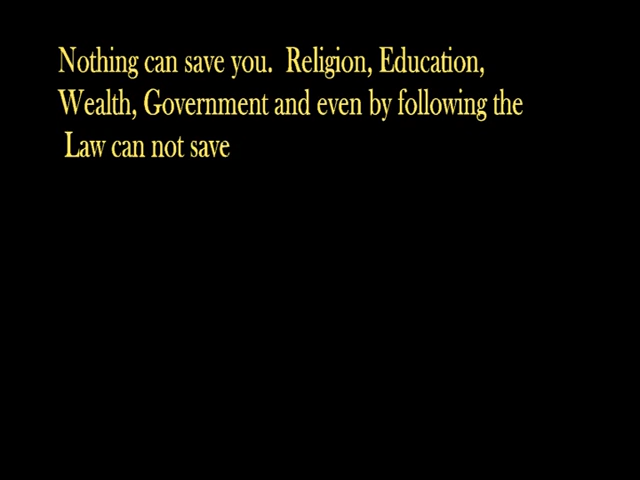 Nothing can save you.  Religion, Education,
Wealth, Government and even by following the
Law can not save